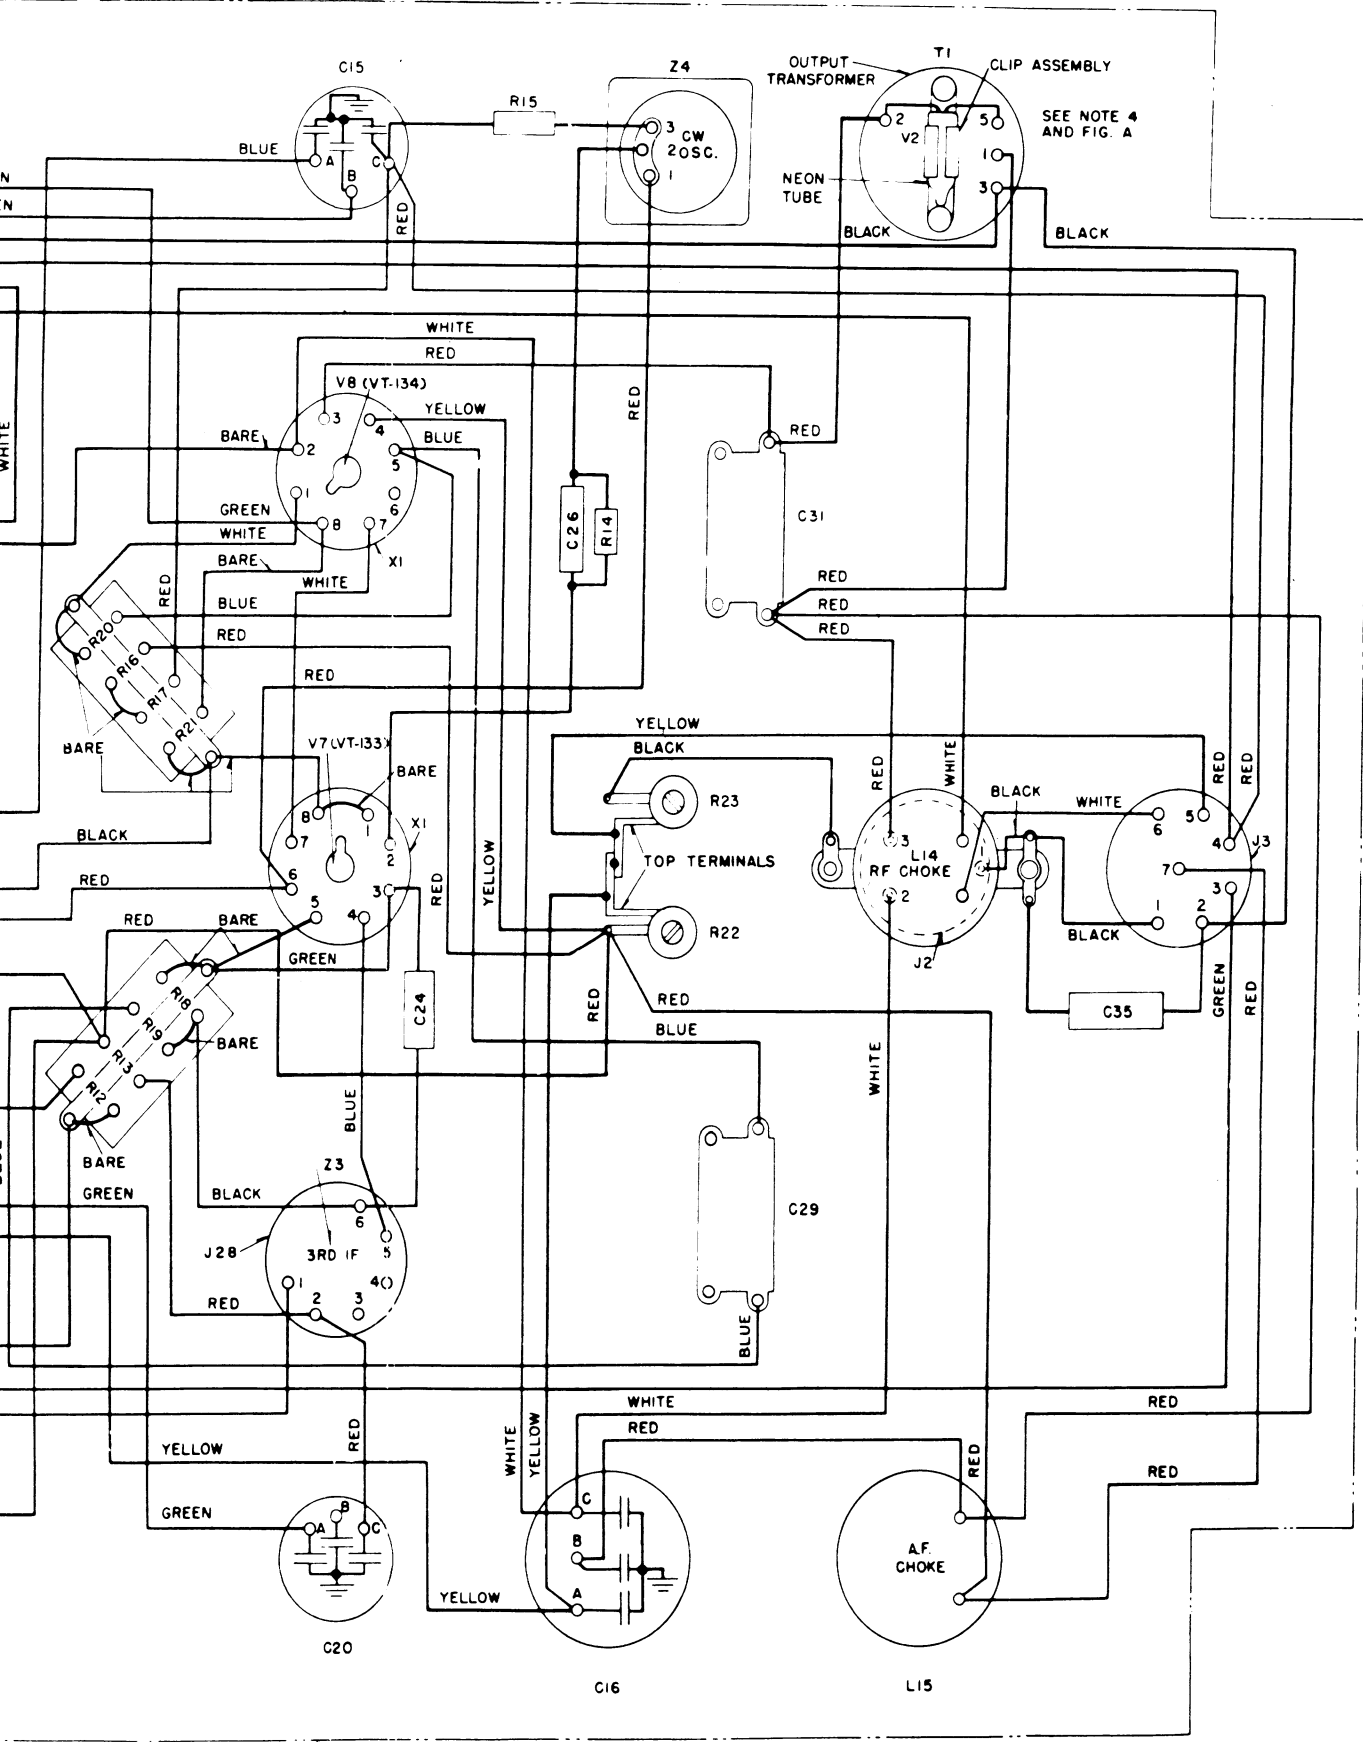 C15
Z4
T1
OUTPUT
TRANSFORMER
CLIP ASSEMBLY
R15
3
CW
2 OSC.
1
2
V2
5
1
3
SEE NOTE 4
AND FIG. A
NEON
TUBE
BLUE
A
C
B
RED
N
EN
BLACK
BLACK
WHITE
RED
V8 (VT-134)
YELLOW
RED
BARE
BLUE
RED
WHITE
3
4
2
5
1
6
8
7
GREEN
WHITE
BARE
X1
WHITE
C26
R14
C31
RED
BLUE
RED
RED
RED
RED
R20
R16
R17
R21
BARE
RED
YELLOW
BLACK
V7 (VT-133)
BARE
R23
RED
WHITE
RED
RED
BLACK
WHITE
8
1
X1
7
2
6
3
5
4
BLACK
RED
RED
YELLOW
TOP TERMINALS
3
L14
RF CHOKE
2
J2
6
5
4
J3
7
3
1
2
BLACK
RED
BARE
GREEN
R22
RED
RED
BLUE
C24
C35
GREEN
RED
R18
R19
R13
R12
BARE
BARE
BLUE
WHITE
Z3
GREEN
BLACK
6
J28
3RD IF
5
1
4
2
3
C29
RED
BLUE
WHITE
RED
RED
YELLOW
RED
WHITE
YELLOW
RED
RED
GREEN
A
B
C
C
B
A
A.F.
CHOKE
YELLOW
C20
C16
L15